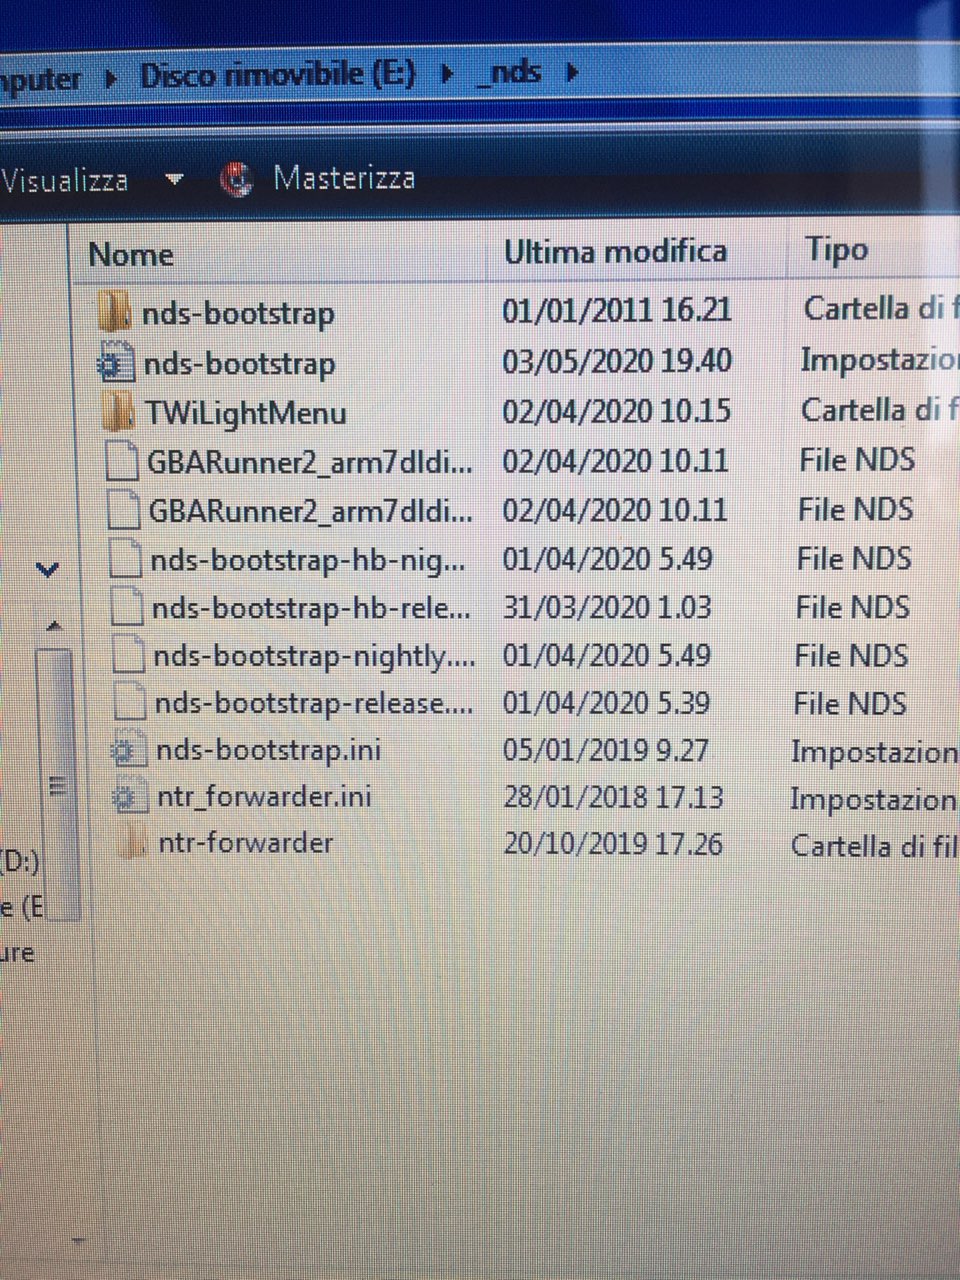 Disco rimovibile (E:) _nds
Visualizza Masterizza
Nome Ultima modifica Tipo
nds-bootstrap 01/01/2011 16.21 Cartella di f
nds-bootstrap 03/05/2020 19.40 Impostazio
TWiLightMenu 02/04/2020 10.15 Cartella di f
GBARunner2_arm7dldi... 02/04/2020 10.11 File NDS
GBARunner2_arm7dldi... 02/04/2020 10.11 File NDS
nds-bootstrap-hb-nig... 01/04/2020 5.49 File NDS
nds-bootstrap-hb-rele... 31/03/2020 1.03 File NDS
nds-bootstrap-nightly.... 01/04/2020 5.49 File NDS
nds-bootstrap-release.... 01/04/2020 5.39 File NDS
nds-bootstrap.ini 05/01/2019 9.27 Impostazion
ntr_forwarder.ini 28/01/2018 17.13 Impostazion
ntr-forwarder 20/10/2019 17.26 Cartella di fil
(D:)
e (E
ure